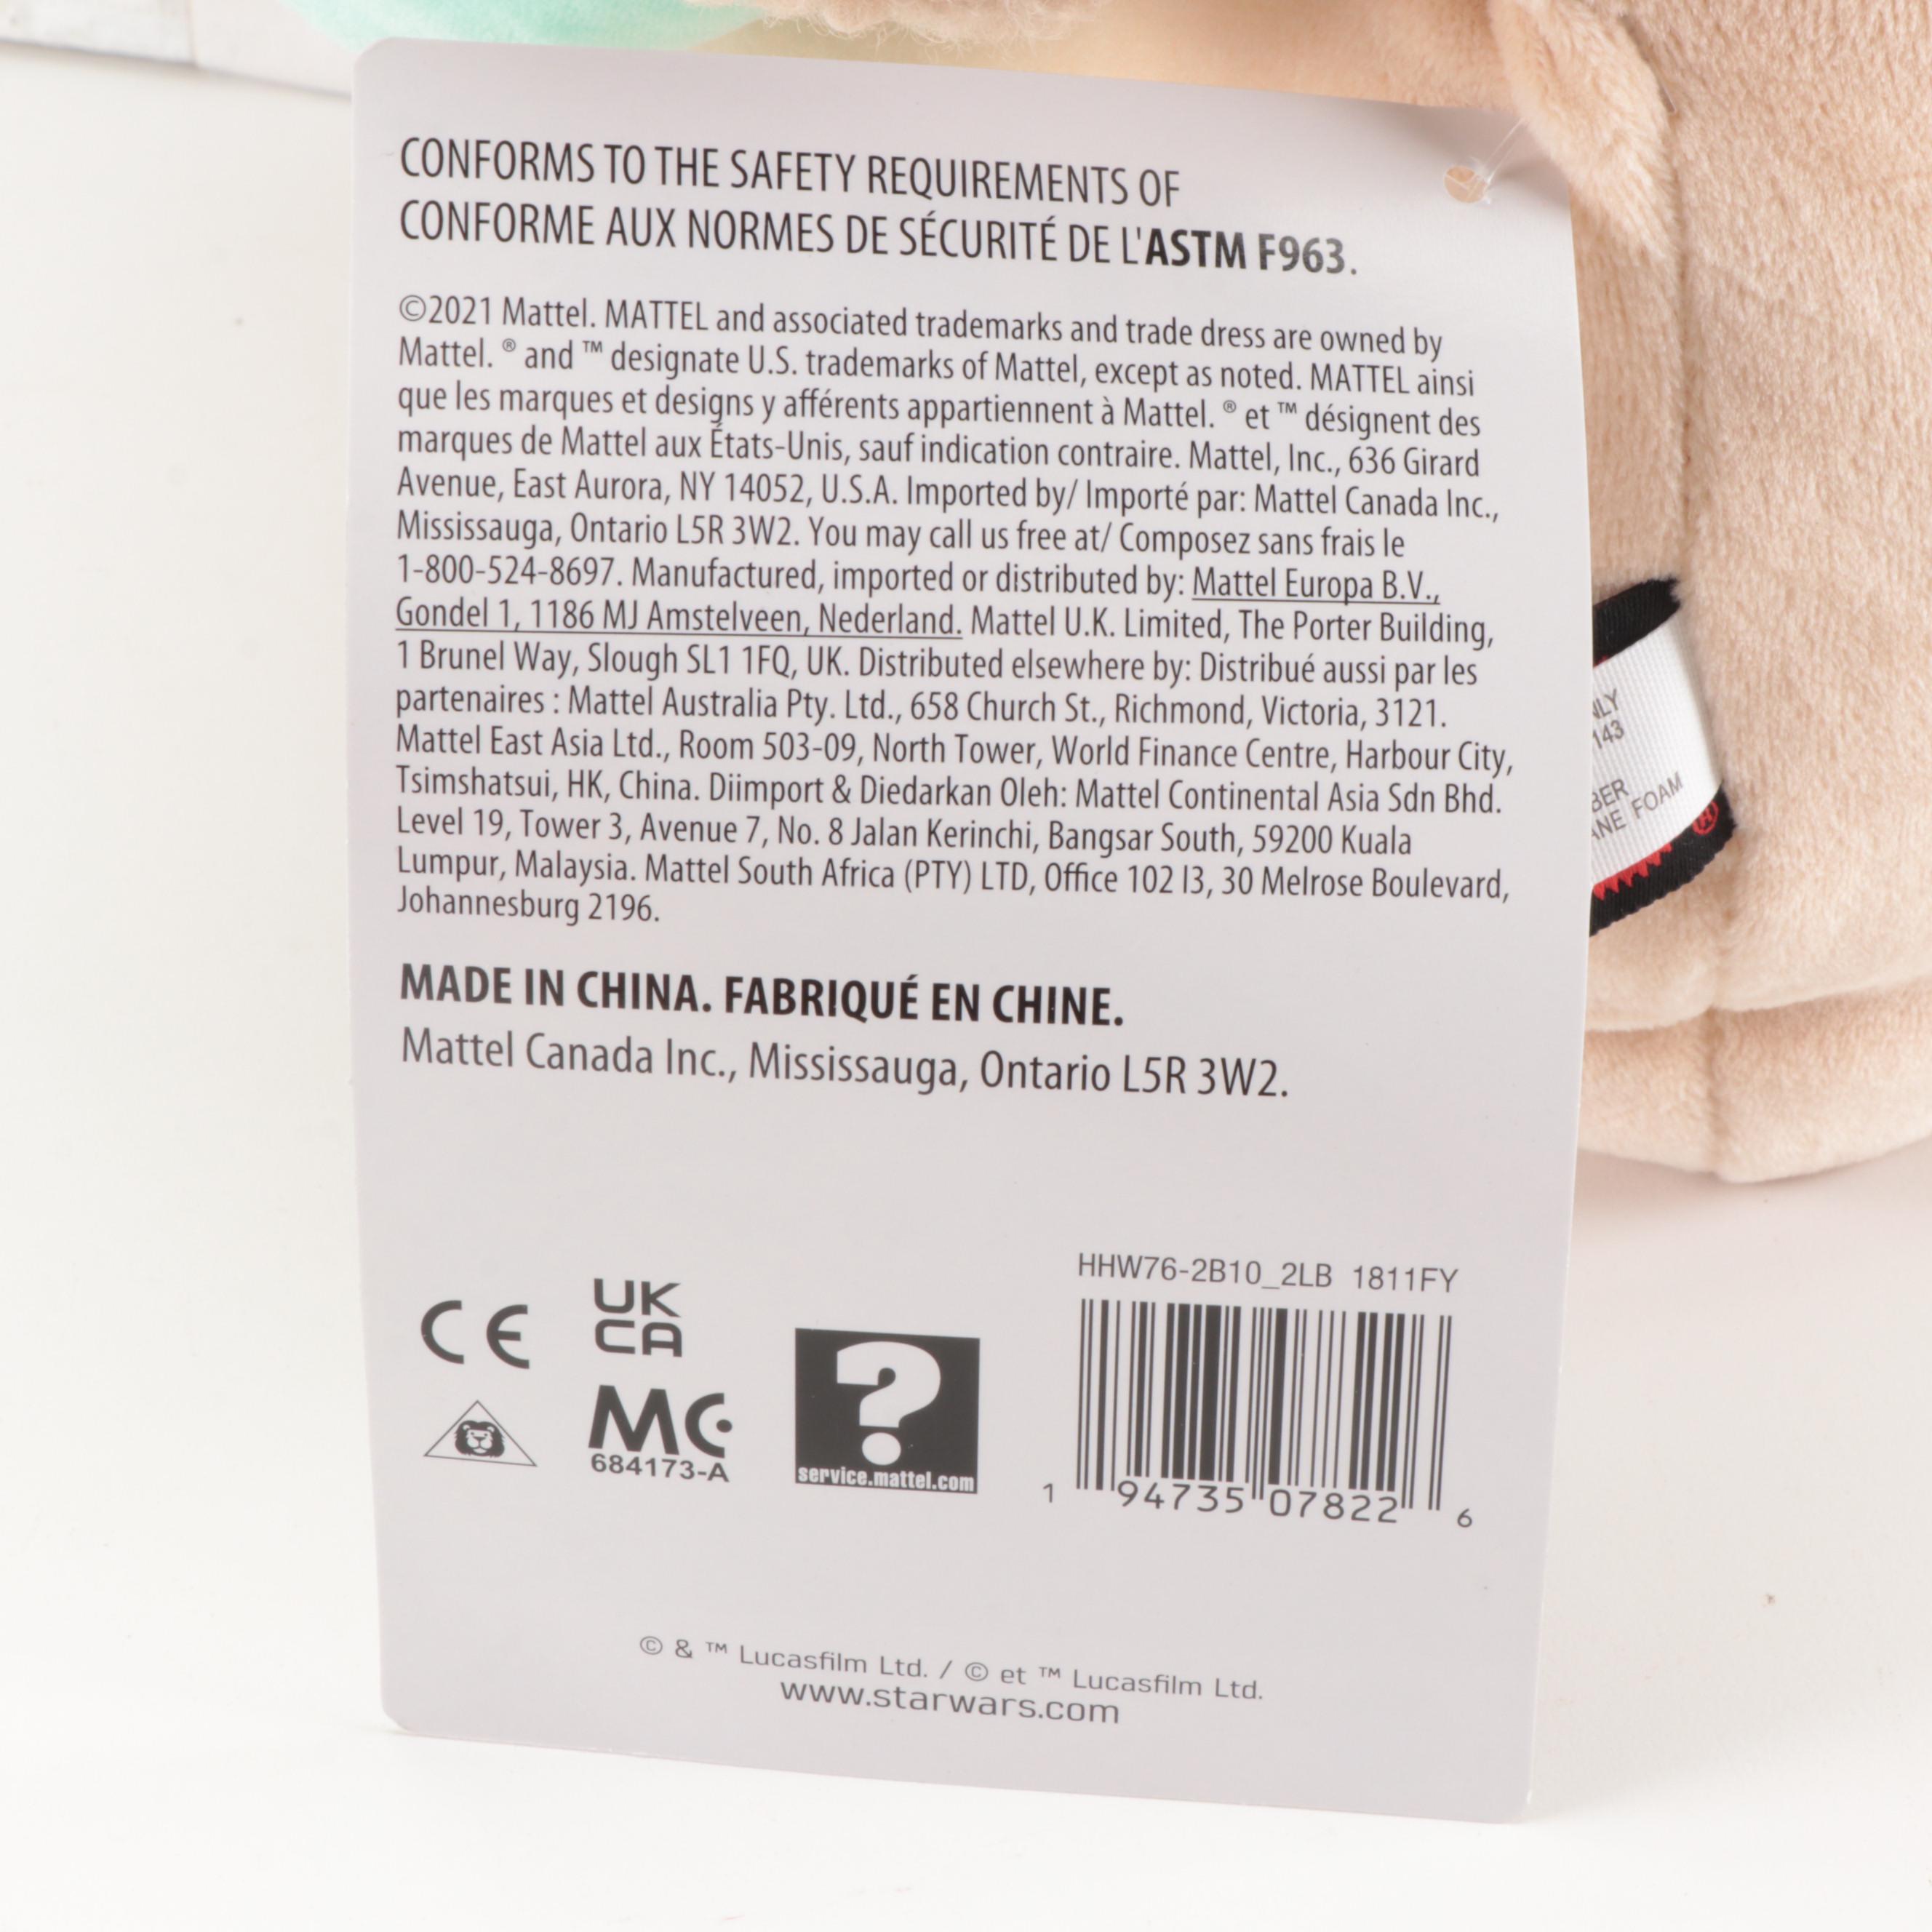 CONFORMS TO THE SAFETY REQUIREMENTS OF
CONFORME AUX NORMES DE SÉCURITÉ DE L'ASTM F963.
©2021 Mattel. MATTEL and associated trademarks and trade dress are owned by
Mattel. ® and ™ designate U.S. trademarks of Mattel, except as noted. MATTEL ainsi
que les marques et designs y afférents appartiennent à Mattel. ® et ™ désignent des
marques de Mattel aux États-Unis, sauf indication contraire. Mattel, Inc., 636 Girard
Avenue, East Aurora, NY 14052, U.S.A. Imported by/ Importé par: Mattel Canada Inc.,
Mississauga, Ontario L5R 3W2. You may call us free at/ Composez sans frais le
1-800-524-8697. Manufactured, imported or distributed by: Mattel Europa B.V.,
Gondel 1, 1186 MJ Amstelveen, Nederland. Mattel U.K. Limited, The Porter Building,
1 Brunel Way, Slough SL1 1FQ, UK. Distributed elsewhere by: Distribué aussi par les
partenaires : Mattel Australia Pty. Ltd., 658 Church St., Richmond, Victoria, 3121.
Mattel East Asia Ltd., Room 503-09, North Tower, World Finance Centre, Harbour City,
Tsimshatsui, HK, China. Diimport & Diedarkan Oleh: Mattel Continental Asia Sdn Bhd.
Level 19, Tower 3, Avenue 7, No. 8 Jalan Kerinchi, Bangsar South, 59200 Kuala
Lumpur, Malaysia. Mattel South Africa (PTY) LTD, Office 102 I3, 30 Melrose Boulevard,
Johannesburg 2196.
MADE IN CHINA. FABRIQUÉ EN CHINE.
Mattel Canada Inc., Mississauga, Ontario L5R 3W2.
CE
UK
CA
MC
684173-A
?
service.mattel.com
HHW76-2B10_2LB 1811FY
1 94735 07822 6
© & ™ Lucasfilm Ltd. / © et ™ Lucasfilm Ltd.
www.starwars.com
FOAM
®